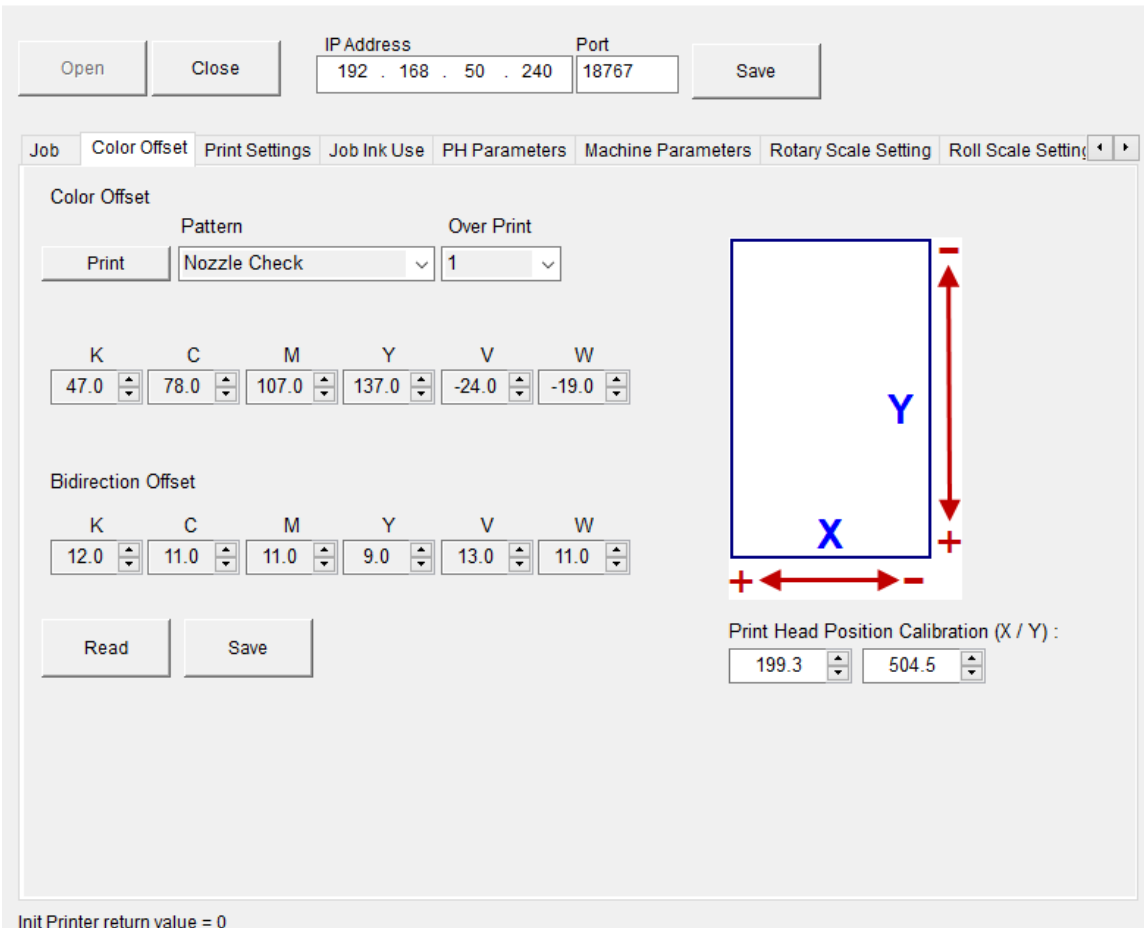 IP Address Port
Open Close 192 . 168 . 50 . 240 18767 Save
Job Color Offset Print Settings Job Ink Use PH Parameters Machine Parameters Rotary Scale Setting Roll Scale Setting
Color Offset
Pattern Over Print
Print Nozzle Check 1
K C M Y V W
47.0 78.0 107.0 137.0 -24.0 -19.0
Bidirection Offset
K C M Y V W
12.0 11.0 11.0 9.0 13.0 11.0
Read Save
-
Y
X
+
+ -
Print Head Position Calibration (X / Y) :
199.3 504.5
Init Printer return value = 0